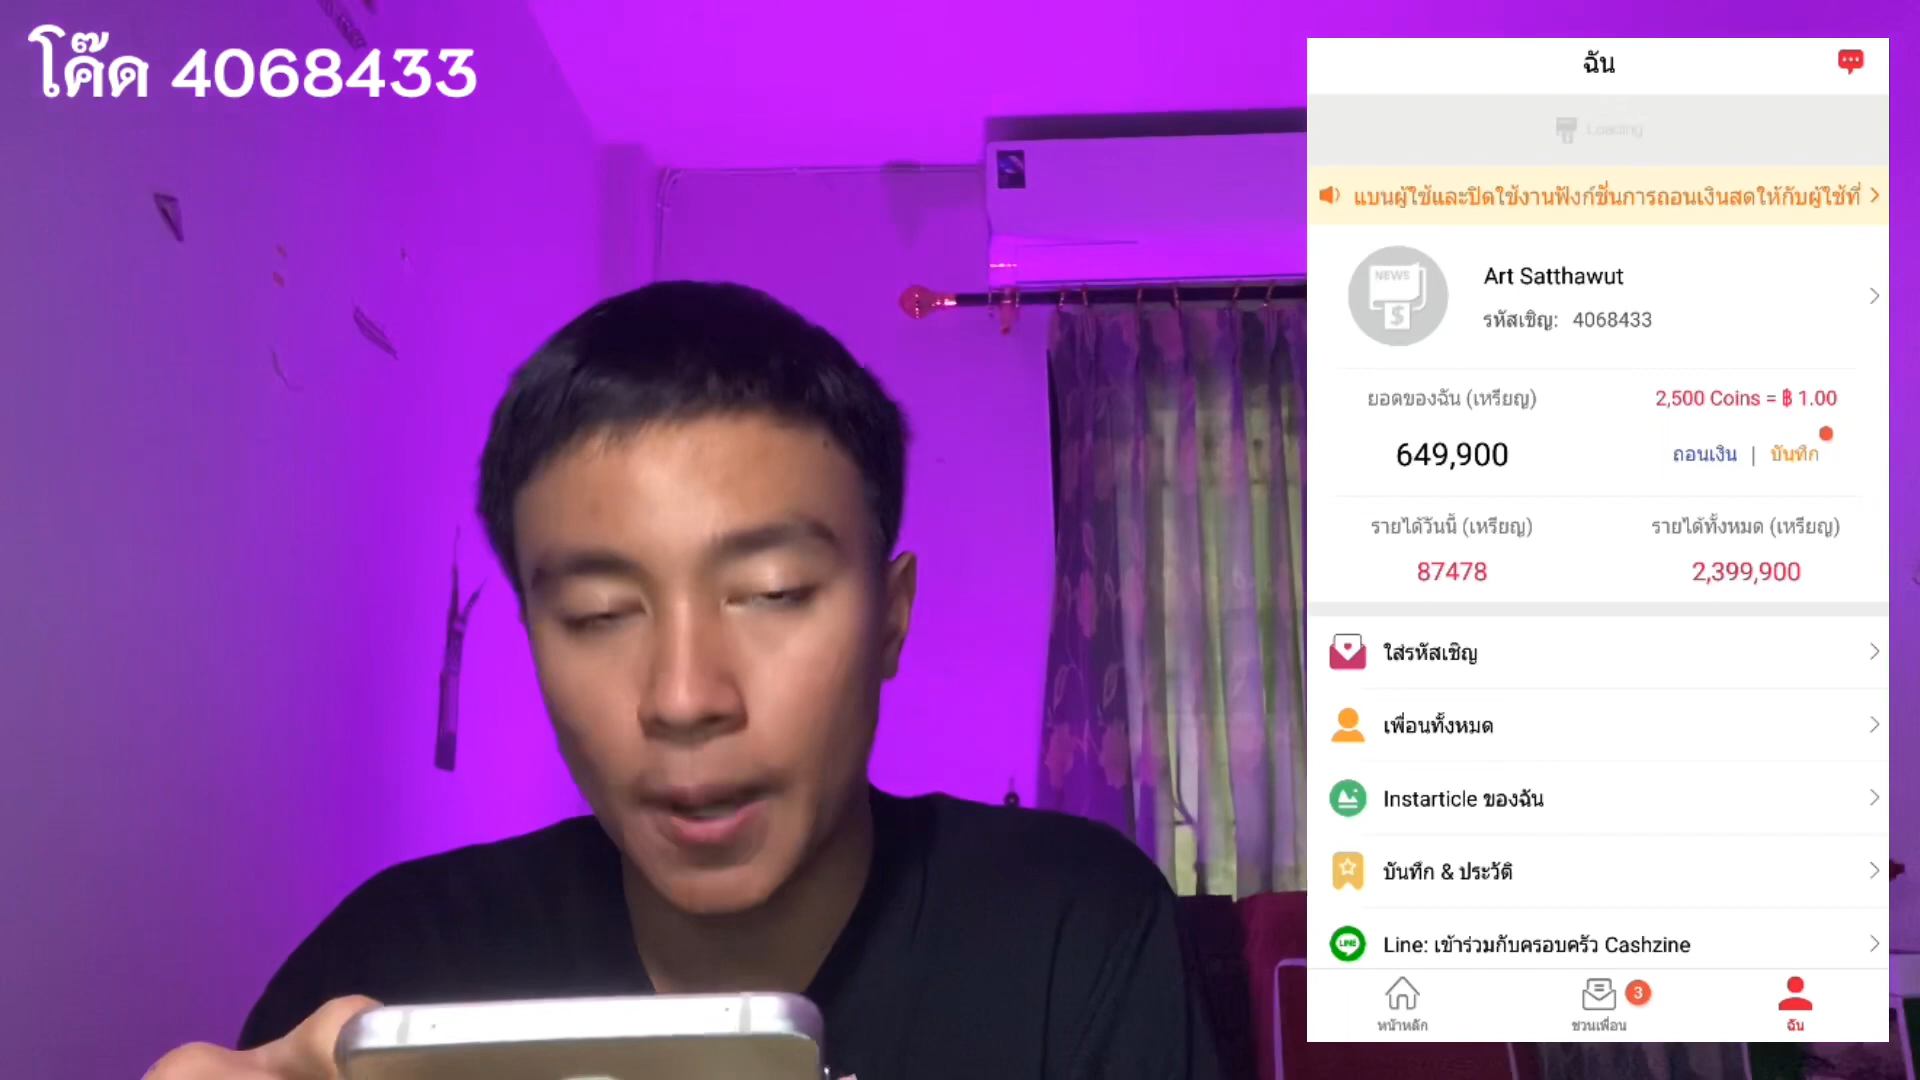 โค๊ด 4068433
ฉัน
Loading
แบนผู้ใช้และปิดใช้งานฟังก์ชั่นการถอนเงินสดให้กับผู้ใช้ที่
NEWS
$
Art Satthawut
รหัสเชิญ: 4068433
ยอดของฉัน (เหรียญ)
2,500 Coins = ฿ 1.00
649,900
ถอนเงิน | บันทึก
รายได้วันนี้ (เหรียญ)
รายได้ทั้งหมด (เหรียญ)
87478
2,399,900
ใส่รหัสเชิญ
เพื่อนทั้งหมด
Instarticle ของฉัน
บันทึก & ประวัติ
LINE
Line: เข้าร่วมกับครอบครัว Cashzine
3
หน้าหลัก
ชวนเพื่อน
ฉัน